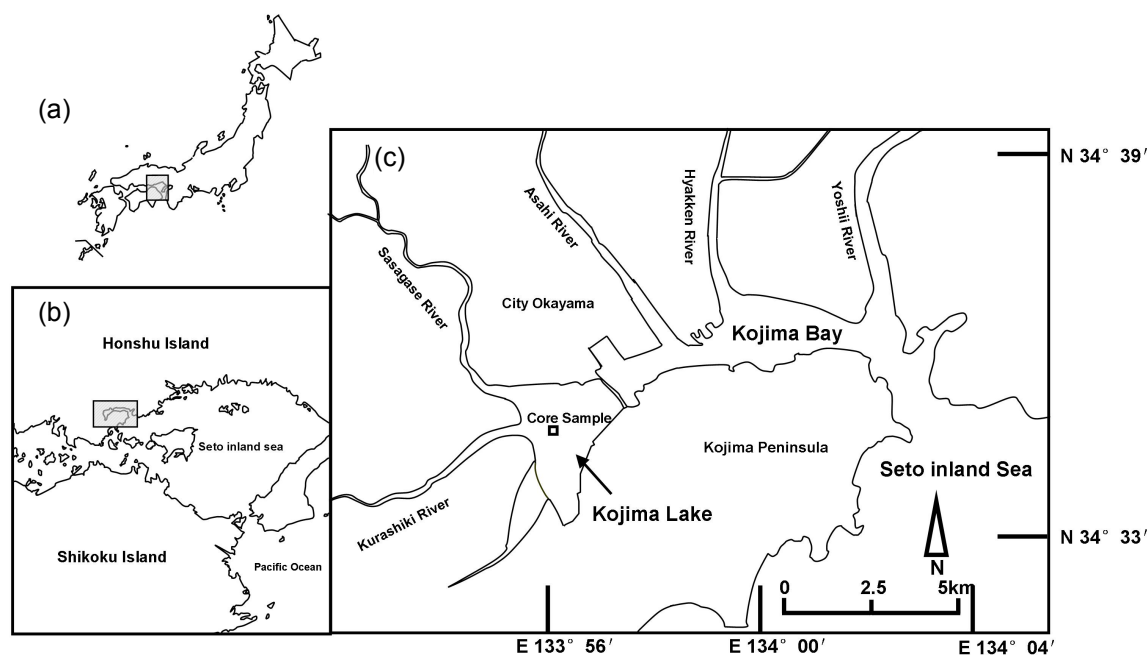 (a)
(b)
Honshu Island
Seto inland sea
Shikoku Island
Pacific Ocean
(c)
Asahi River
Hyakken River
Yoshii River
Sasagase River
City Okayama
Kojima Bay
Core Sample
Kojima Peninsula
Seto inland Sea
Kojima Lake
Kurashiki River
N
0 2.5 5km
N 34° 39′
N 34° 33′
E 133° 56′ E 134° 00′ E 134° 04′